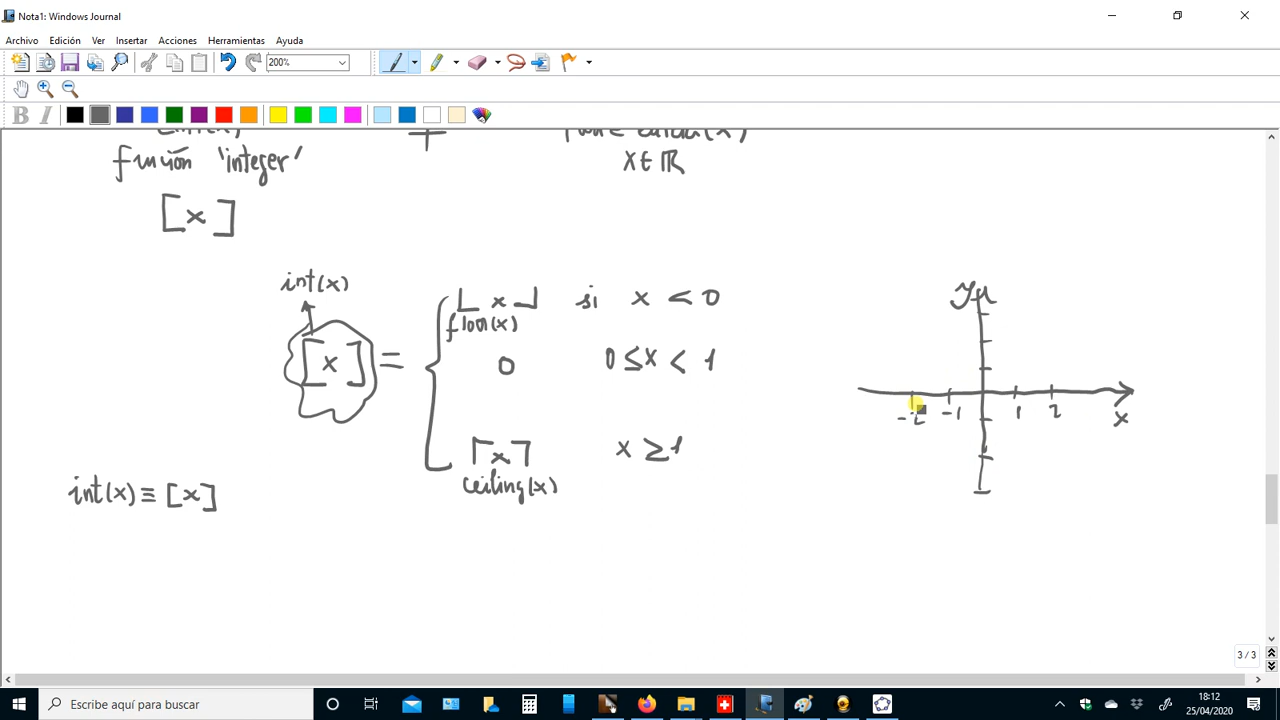 Nota1: Windows Journal
Archivo Edición Ver Insertar Acciones Herramientas Ayuda
200%
función 'integer'
x∈ℝ
[x]
int(x)
[x] =
⌊x⌋ si x < 0
floor(x)
0 0 ≤ x < 1
⌈x⌉ x ≥ 1
ceiling(x)
int(x) ≡ [x]
y
-2 -1 1 2
x
3 / 3
Escribe aquí para buscar
18:12
25/04/2020